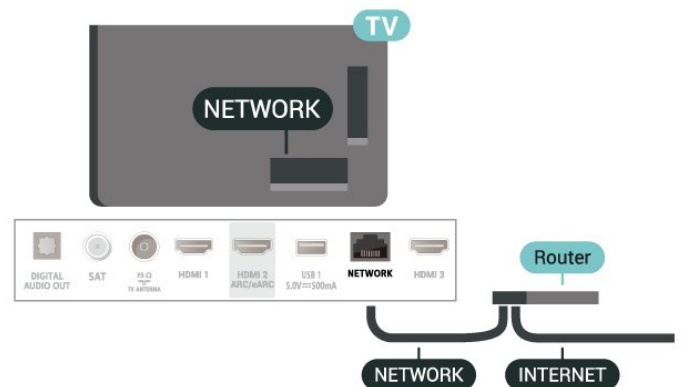 TV
NETWORK
DIGITAL
AUDIO OUT
SAT
75 Ω
TV ANTENNA
HDMI 1
HDMI 2
ARC/eARC
USB 1
5.0V⎓500mA
NETWORK
HDMI 3
Router
NETWORK
INTERNET